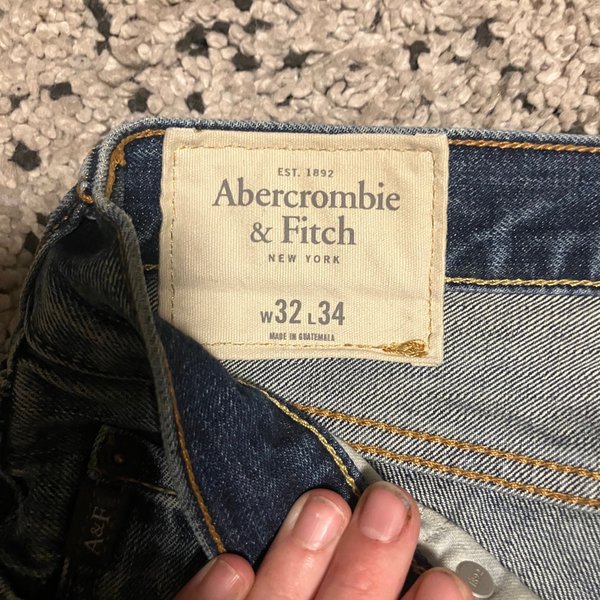 EST. 1892
Abercrombie
& Fitch
NEW YORK
W32 L34
MADE IN GUATEMALA
A&F